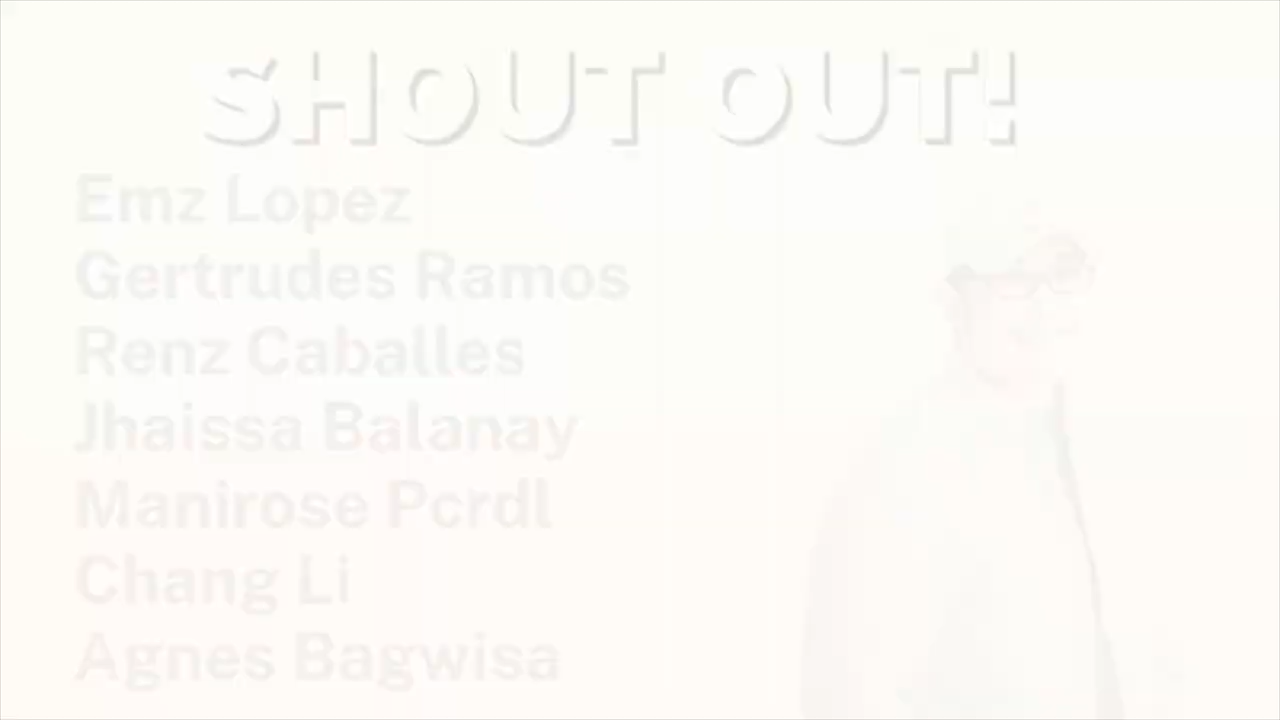 SHOUT OUT!
Emz Lopez
Gertrudes Ramos
Renz Caballes
Jhaissa Balanay
Manirose Pcrdl
Chang Li
Agnes Bagwisa